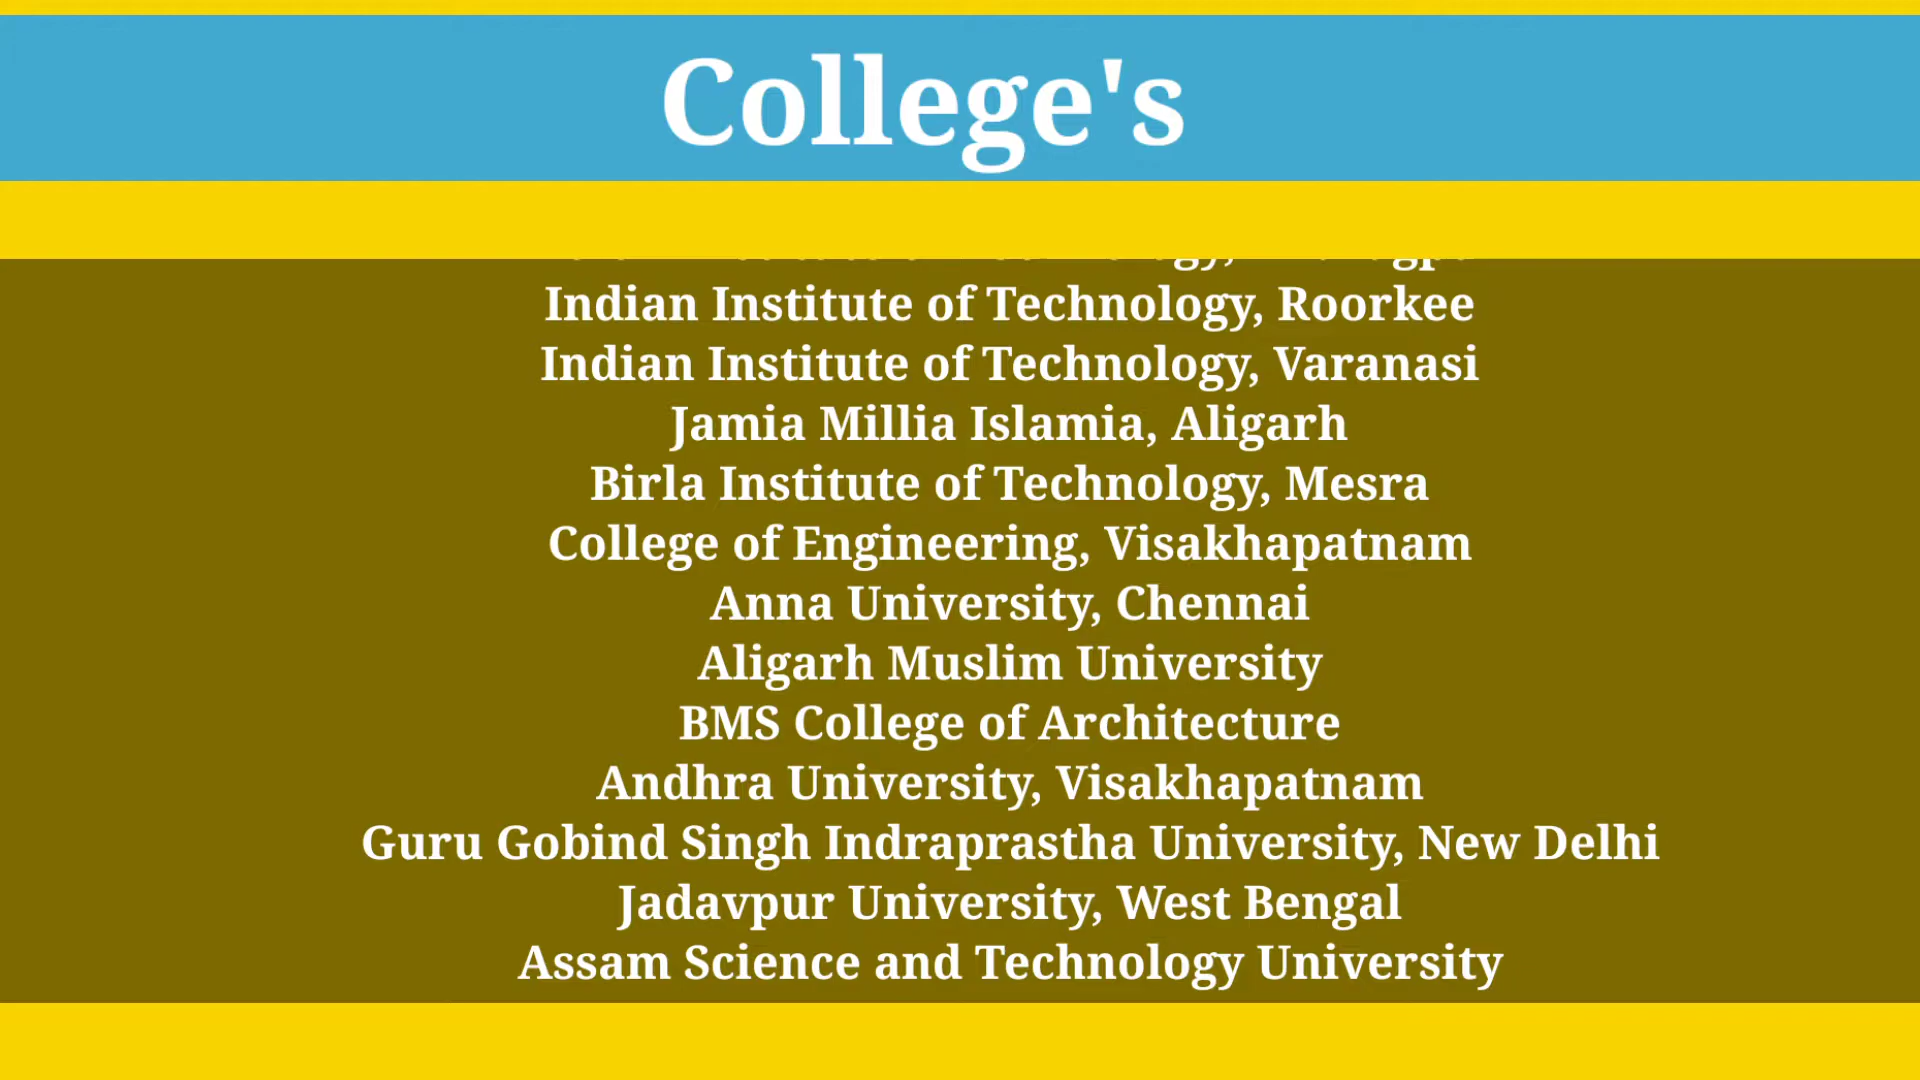 College's
Indian Institute of Technology, Roorkee
Indian Institute of Technology, Varanasi
Jamia Millia Islamia, Aligarh
Birla Institute of Technology, Mesra
College of Engineering, Visakhapatnam
Anna University, Chennai
Aligarh Muslim University
BMS College of Architecture
Andhra University, Visakhapatnam
Guru Gobind Singh Indraprastha University, New Delhi
Jadavpur University, West Bengal
Assam Science and Technology University